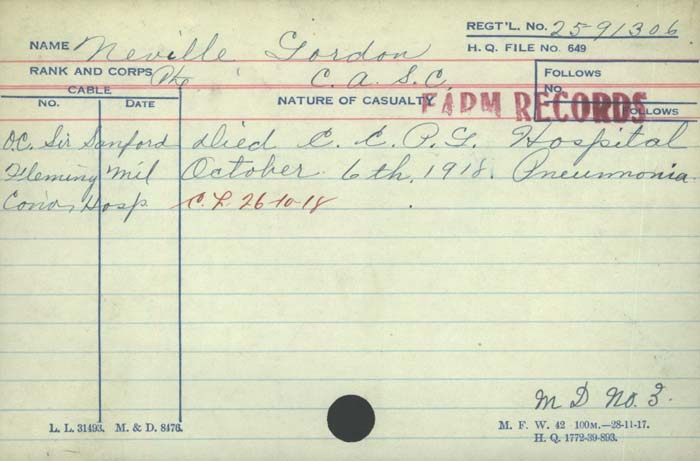 REGT'L. No. 2591306
NAME Neville Gordon
H. Q. FILE No. 649
RANK AND CORPS Pte C. A. S. C.
FOLLOWS
No.
FOLLOWS
CABLE
No. DATE
NATURE OF CASUALTY
FARM RECORDS
O.C. Sir Sanford Died E. C. P. G. Hospital
Fleming Mil October 6th, 1918. Pneumonia.
Conv. Hosp. C.L. 26-10-18
M D No. 3.
L. L. 31493. M. & D. 8476.
M. F. W. 42 100M.—28-11-17.
H. Q. 1772-39-893.